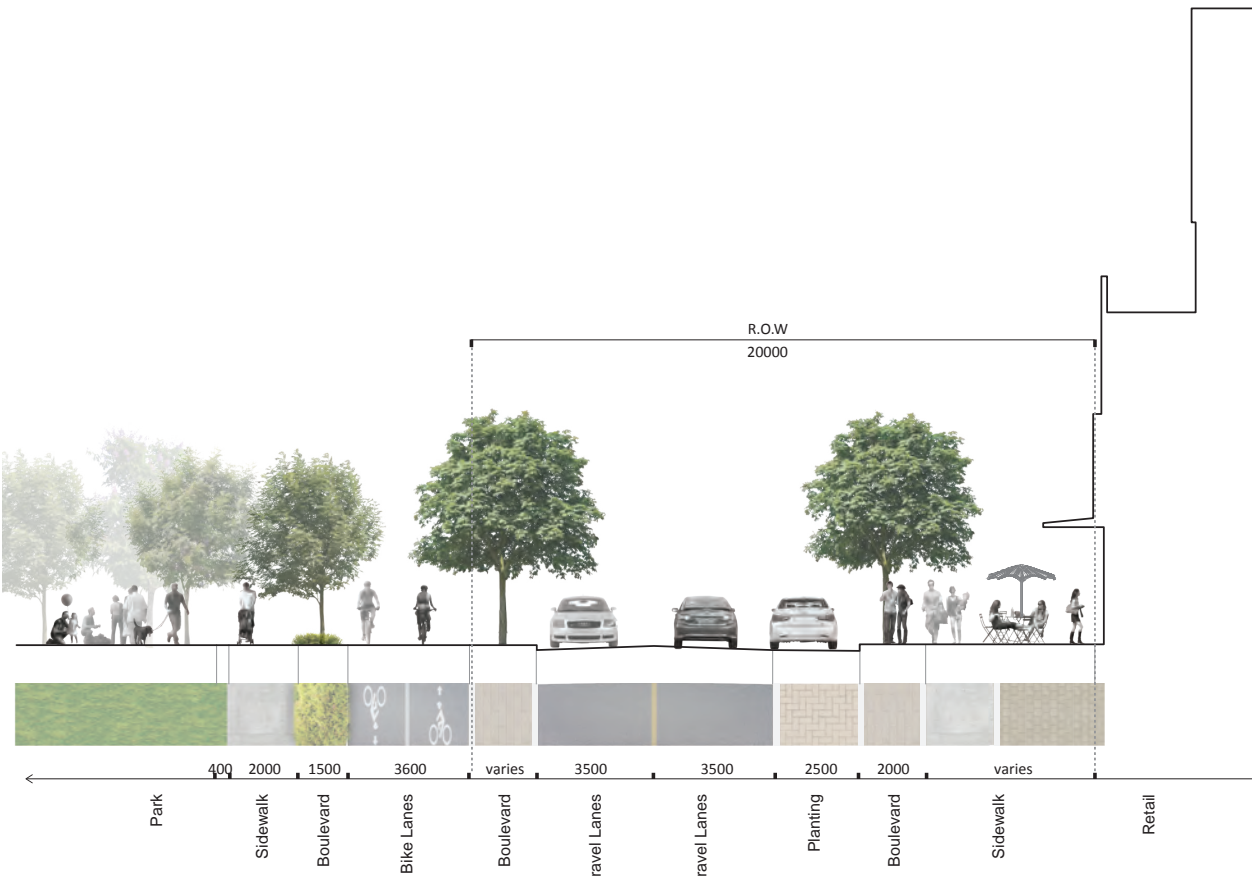 R.O.W
20000
400 2000 1500 3600 varies 3500 3500 2500 2000 varies
Park
Sidewalk
Boulevard
Bike Lanes
Boulevard
ravel Lanes
ravel Lanes
Planting
Boulevard
Sidewalk
Retail